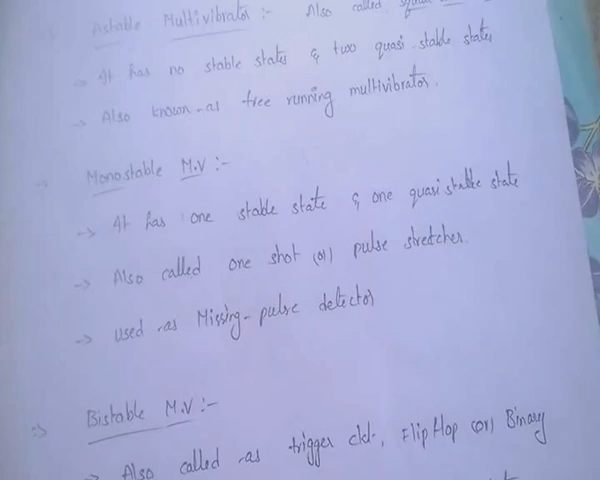 Astable Multivibrator :- Also called
-> It has no stable states & two quasi stable states
-> Also known as free running multivibrator.
Monostable M.V :-
-> It has one stable state & one quasi stable state
-> Also called one shot (or) pulse stretcher.
-> used as Missing-pulse detector
=> Bistable M.V :-
-> Also called as trigger ckt, Flip Flop (or) Binary